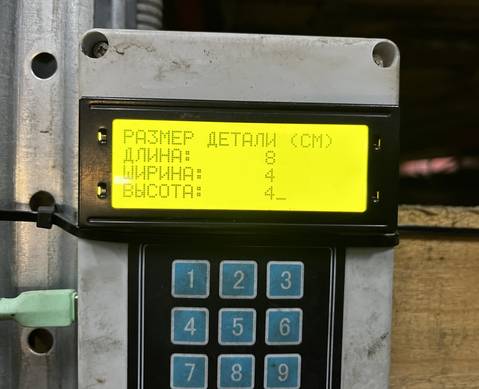 РАЗМЕР ДЕТАЛИ (СМ)
ДЛИНА: 8
ШИРИНА: 4
ВЫСОТА: 4_
1 2 3
4 5 6
7 8 9